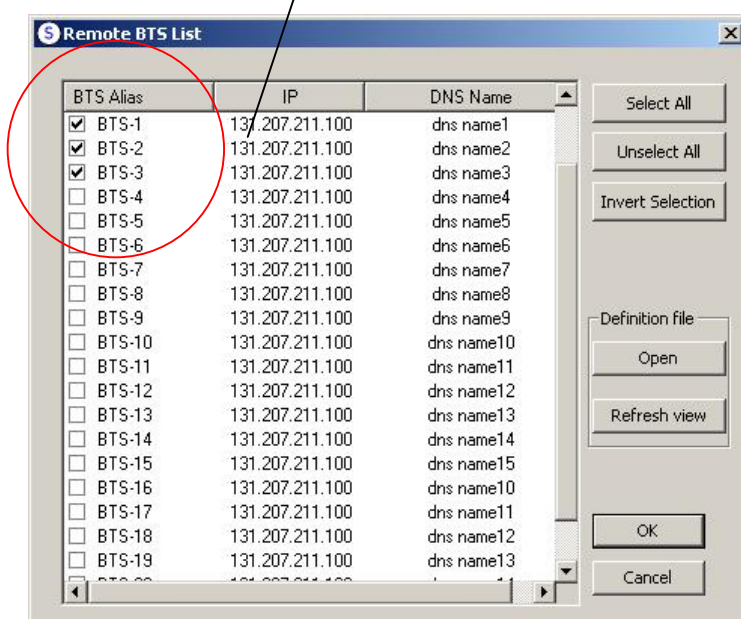 S Remote BTS List
BTS Alias IP DNS Name
BTS-1 131.207.211.100 dns name1
BTS-2 131.207.211.100 dns name2
BTS-3 131.207.211.100 dns name3
BTS-4 131.207.211.100 dns name4
BTS-5 131.207.211.100 dns name5
BTS-6 131.207.211.100 dns name6
BTS-7 131.207.211.100 dns name7
BTS-8 131.207.211.100 dns name8
BTS-9 131.207.211.100 dns name9
BTS-10 131.207.211.100 dns name10
BTS-11 131.207.211.100 dns name11
BTS-12 131.207.211.100 dns name12
BTS-13 131.207.211.100 dns name13
BTS-14 131.207.211.100 dns name14
BTS-15 131.207.211.100 dns name15
BTS-16 131.207.211.100 dns name10
BTS-17 131.207.211.100 dns name11
BTS-18 131.207.211.100 dns name12
BTS-19 131.207.211.100 dns name13
Select All
Unselect All
Invert Selection
Definition file
Open
Refresh view
OK
Cancel